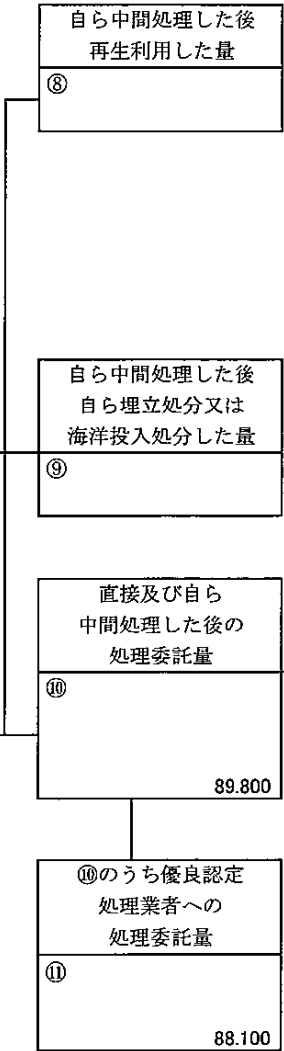 自ら中間処理した後
再生利用した量
⑧
自ら中間処理した後
自ら埋立処分又は
海洋投入処分した量
⑨
直接及び自ら
中間処理した後の
処理委託量
⑩
89.800
⑩のうち優良認定
処理業者への
処理委託量
⑪
88.100